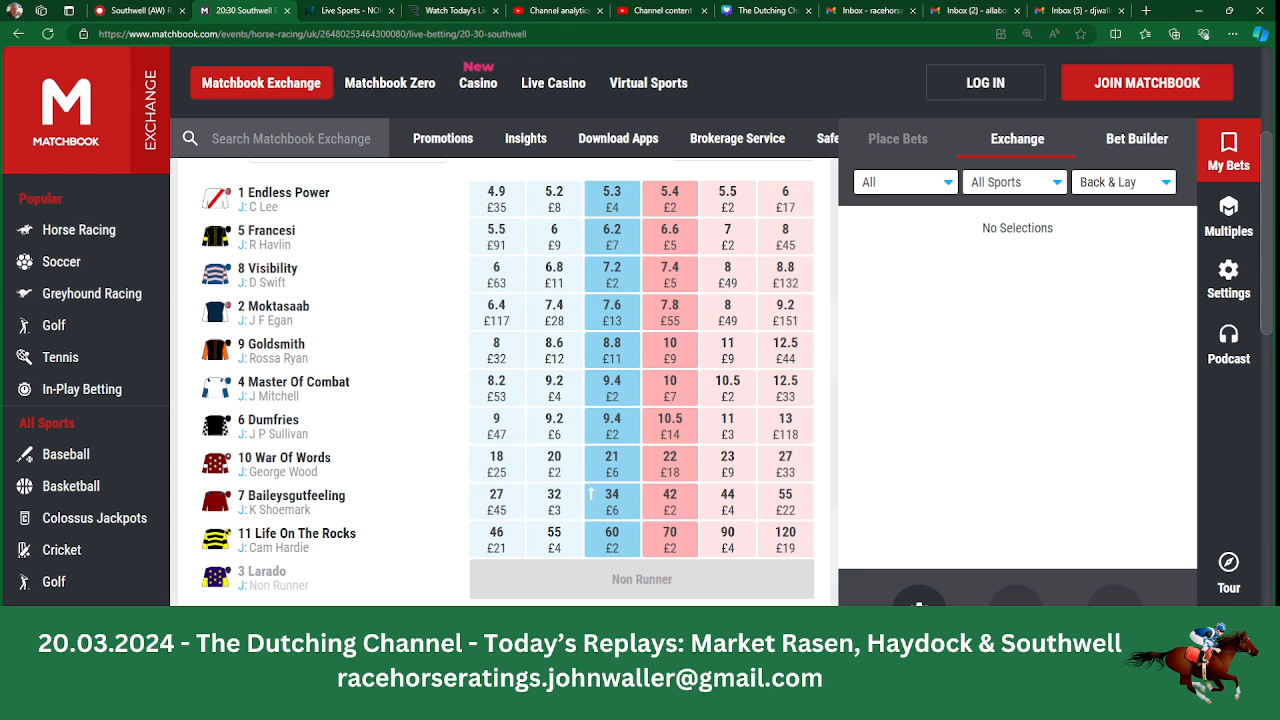 Southwell (AW) R
20:30 Southwell E
Live Sports - NOV
Watch Today's Liv
Channel analytics
Channel content
The Dutching Ch
Inbox - racehors
Inbox (2) - allabo
Inbox (5) - djwall
https://www.matchbook.com/events/horse-racing/uk/26480253464300080/live-betting/20-30-southwell
MATCHBOOK
EXCHANGE
Matchbook Exchange
Matchbook Zero
New
Casino
Live Casino
Virtual Sports
LOG IN
JOIN MATCHBOOK
Search Matchbook Exchange
Promotions
Insights
Download Apps
Brokerage Service
Safe
Place Bets
Exchange
Bet Builder
My Bets
Multiples
Settings
Podcast
Tour
All
All Sports
Back & Lay
No Selections
Popular
Horse Racing
Soccer
Greyhound Racing
Golf
Tennis
In-Play Betting
All Sports
Baseball
Basketball
Colossus Jackpots
Cricket
Golf
1 Endless Power 4.9 5.2 5.3 5.4 5.5 6
J: C Lee £35 £8 £4 £2 £2 £17
5 Francesi 5.5 6 6.2 6.6 7 8
J: R Havlin £91 £9 £7 £5 £2 £45
8 Visibility 6 6.8 7.2 7.4 8 8.8
J: D Swift £63 £11 £2 £5 £49 £132
2 Moktasaab 6.4 7.4 7.6 7.8 8 9.2
J: J F Egan £117 £28 £13 £55 £49 £151
9 Goldsmith 8 8.6 8.8 10 11 12.5
J: Rossa Ryan £32 £12 £11 £9 £9 £44
4 Master Of Combat 8.2 9.2 9.4 10 10.5 12.5
J: J Mitchell £53 £4 £2 £7 £2 £33
6 Dumfries 9 9.2 9.4 10.5 11 13
J: J P Sullivan £47 £6 £2 £14 £3 £118
10 War Of Words 18 20 21 22 23 27
J: George Wood £25 £2 £6 £18 £9 £33
7 Baileysgutfeeling 27 32 34 42 44 55
J: K Shoemark £45 £3 £6 £2 £4 £22
11 Life On The Rocks 46 55 60 70 90 120
J: Cam Hardie £21 £4 £2 £2 £4 £19
3 Larado
J: Non Runner
Non Runner
20.03.2024 - The Dutching Channel - Today's Replays: Market Rasen, Haydock & Southwell
racehorseratings.johnwaller@gmail.com